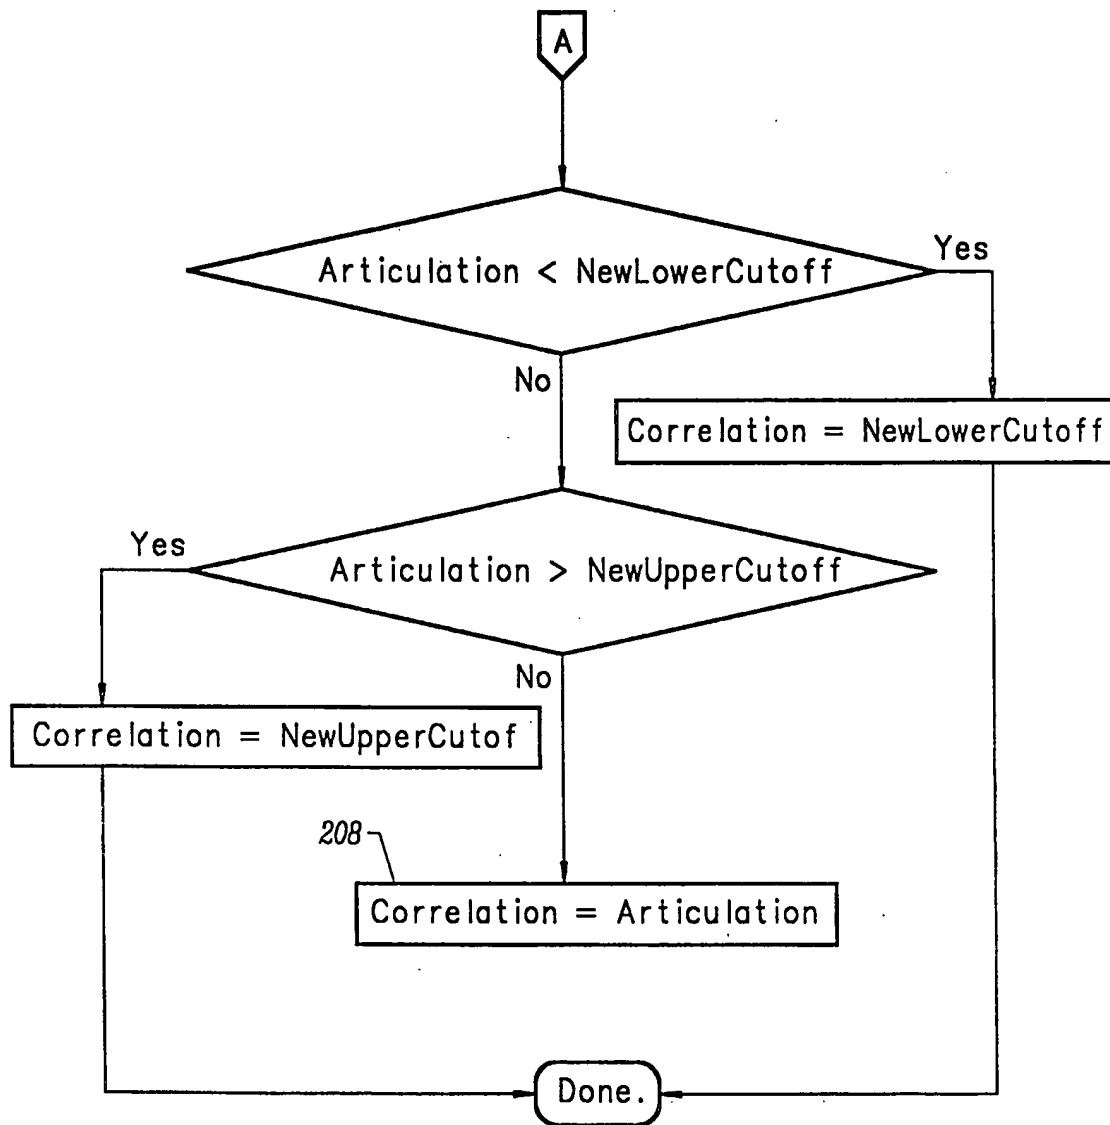 A
Articulation < NewLowerCutoff
Yes
No
Correlation = NewLowerCutoff
Articulation > NewUpperCutoff
Yes
No
Correlation = NewUpperCutof
208
Correlation = Articulation
Done.